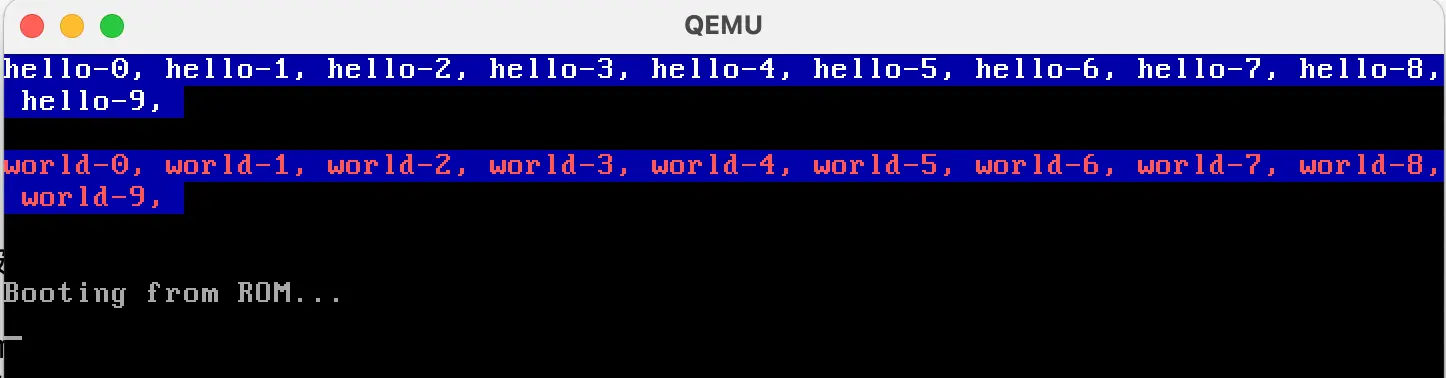 QEMU
hello-0, hello-1, hello-2, hello-3, hello-4, hello-5, hello-6, hello-7, hello-8,
hello-9,
world-0, world-1, world-2, world-3, world-4, world-5, world-6, world-7, world-8,
world-9,
Booting from ROM...